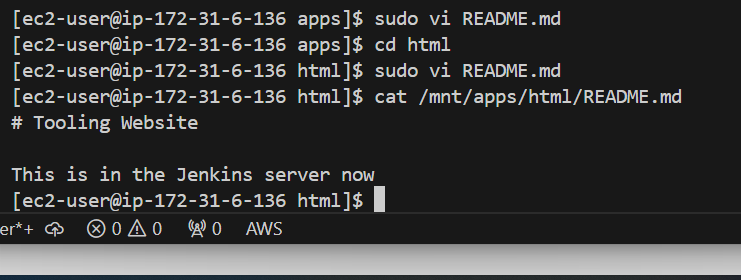 [ec2-user@ip-172-31-6-136 apps]$ sudo vi README.md
[ec2-user@ip-172-31-6-136 apps]$ cd html
[ec2-user@ip-172-31-6-136 html]$ sudo vi README.md
[ec2-user@ip-172-31-6-136 html]$ cat /mnt/apps/html/README.md
# Tooling Website
This is in the Jenkins server now
[ec2-user@ip-172-31-6-136 html]$
er*+ 0 0 0 AWS